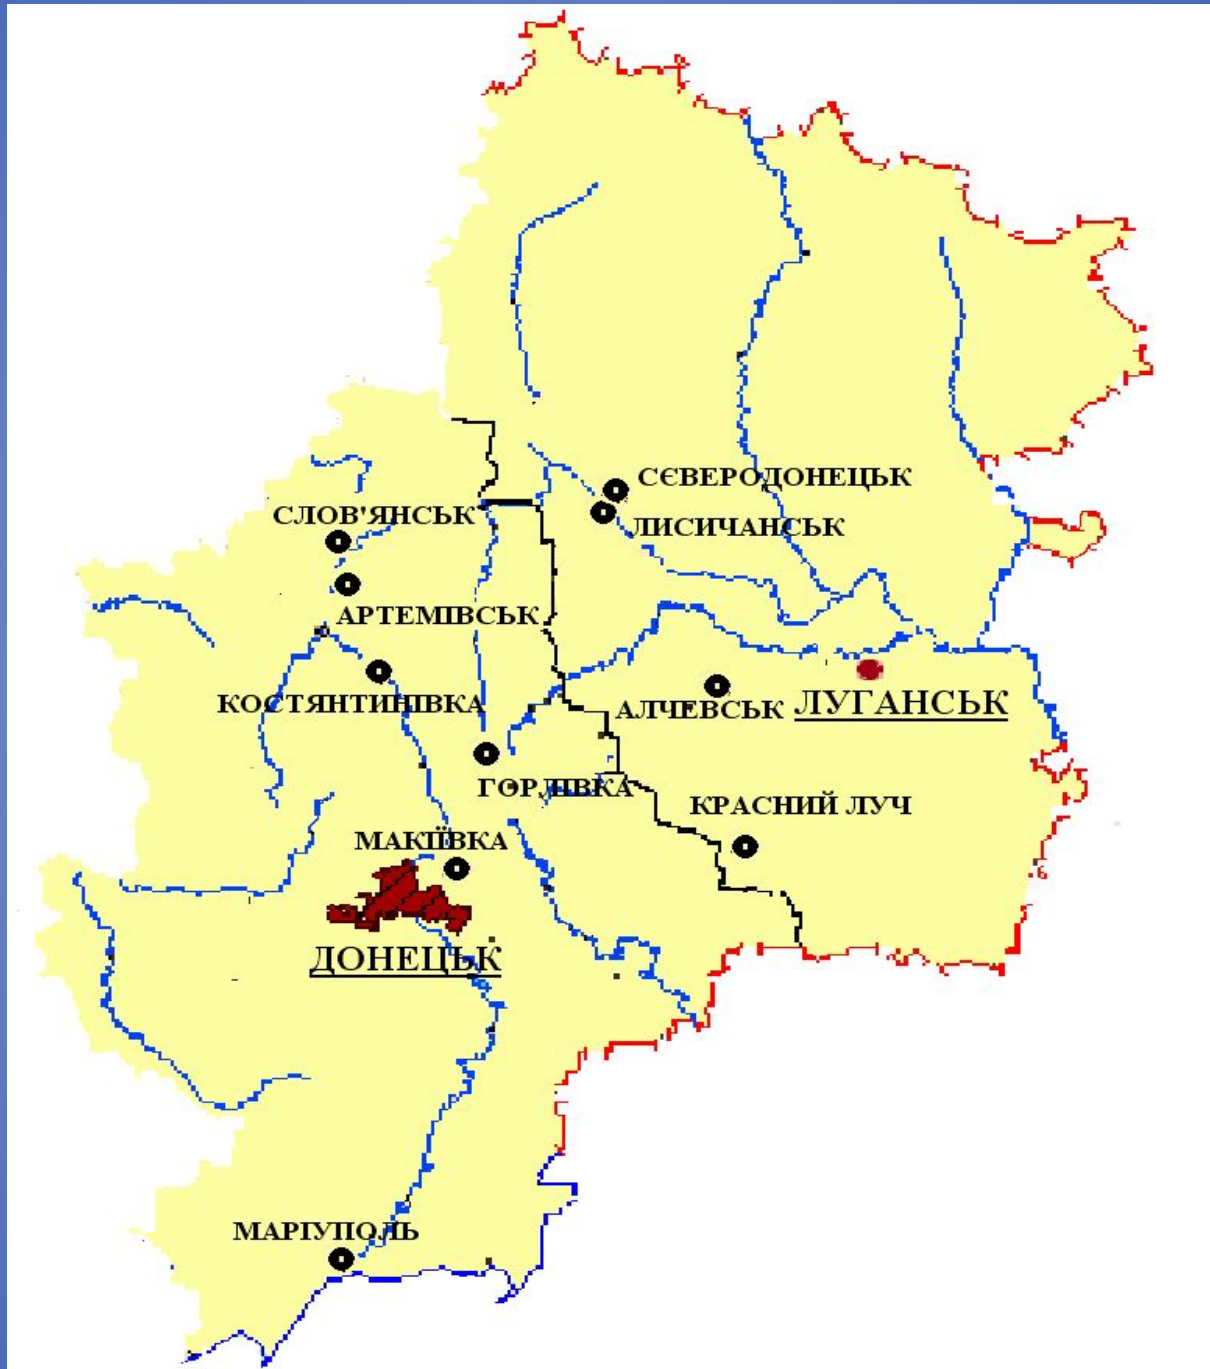 СЄВЕРОДОНЕЦЬК
СЛОВ'ЯНСЬК
ЛИСИЧАНСЬК
АРТЕМІВСЬК
КОСТЯНТИНІВКА
АЛЧЕВСЬК
ЛУГАНСЬК
ГОРЛІВКА
КРАСНИЙ ЛУЧ
МАКІЇВКА
ДОНЕЦЬК
МАРІУПОЛЬ